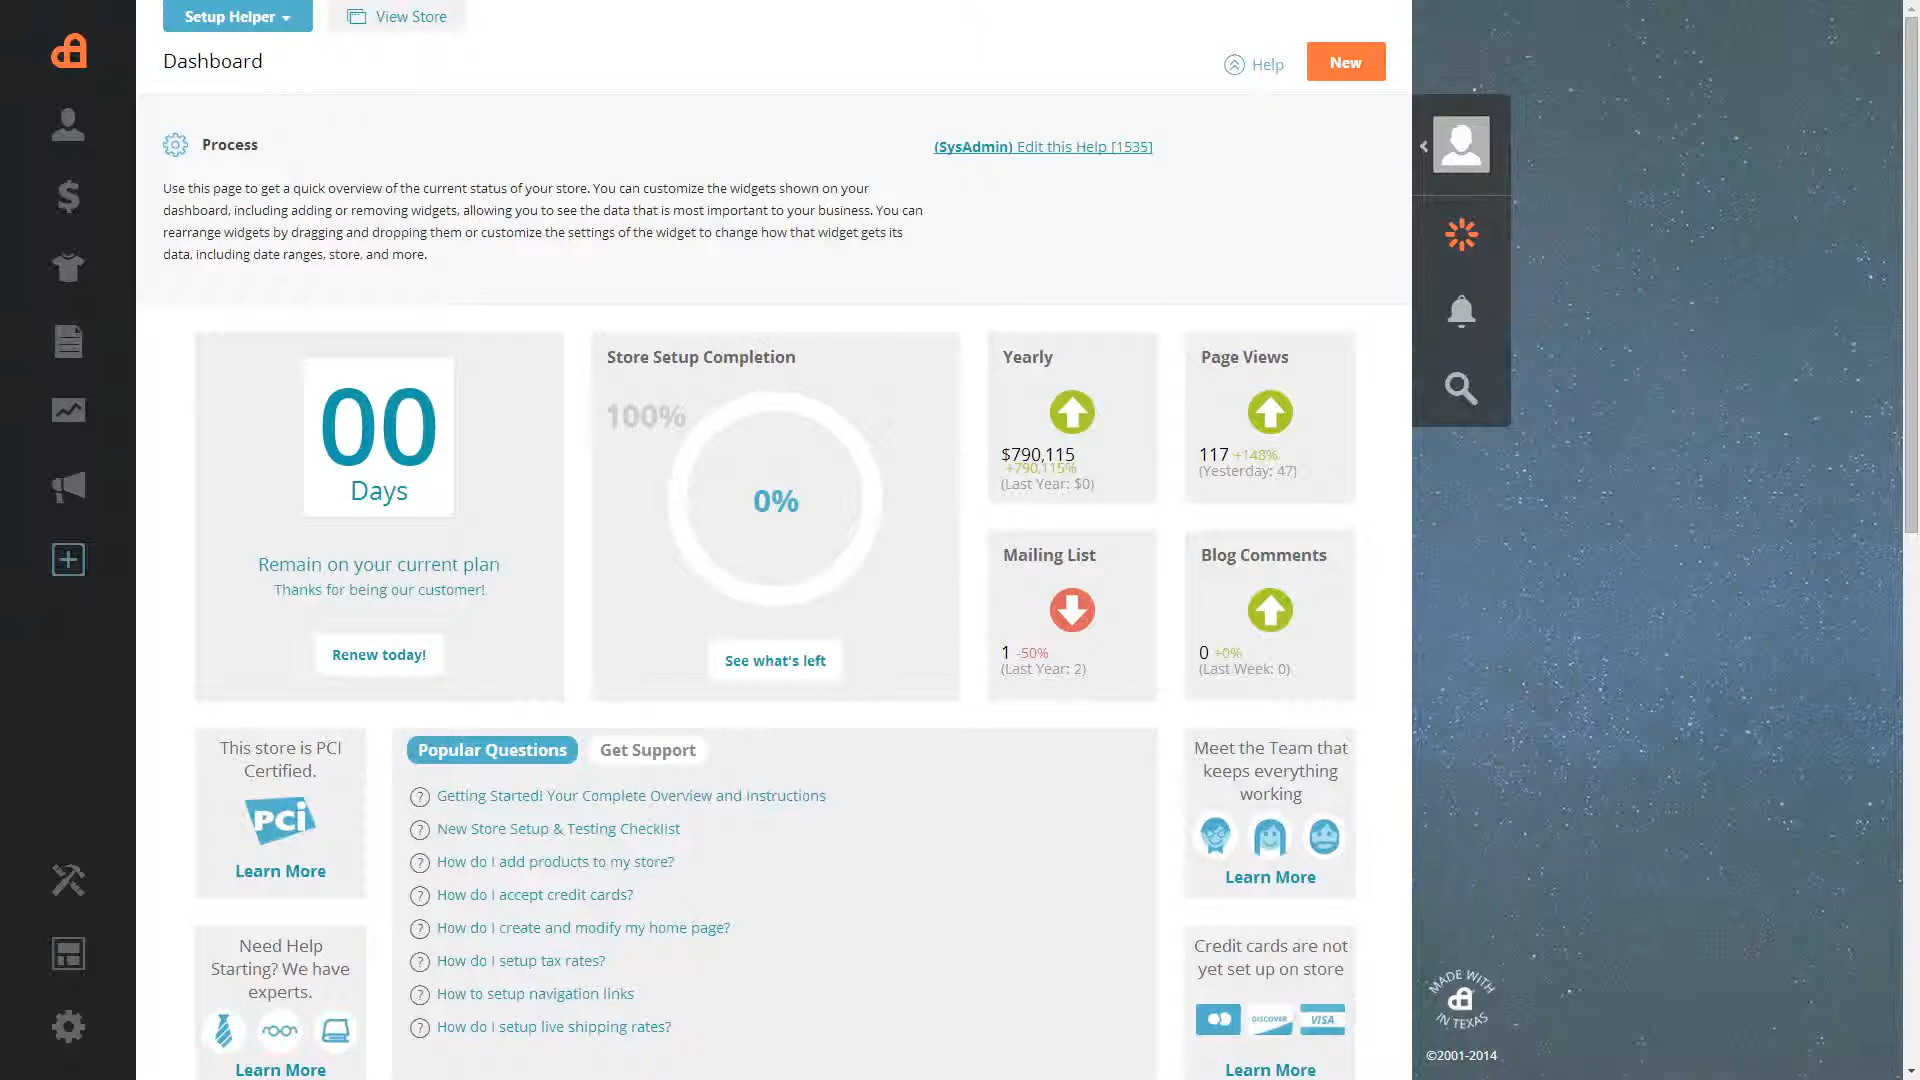 Setup Helper
View Store
Dashboard
Help
New
Process
(SysAdmin) Edit this Help [1535]
Use this page to get a quick overview of the current status of your store. You can customize the widgets shown on your
dashboard, including adding or removing widgets, allowing you to see the data that is most important to your business. You can
rearrange widgets by dragging and dropping them or customize the settings of the widget to change how that widget gets its
data, including date ranges, store, and more.
00
Days
Remain on your current plan
Thanks for being our customer!
Renew today!
Store Setup Completion
100%
0%
See what's left
Yearly
$790,115
+790,115%
(Last Year: $0)
Page Views
117 +148%
(Yesterday: 47)
Mailing List
1 -50%
(Last Year: 2)
Blog Comments
0 +0%
(Last Week: 0)
This store is PCI
Certified.
PCi
Learn More
Need Help
Starting? We have
experts.
Learn More
Popular Questions
Get Support
Getting Started! Your Complete Overview and Instructions
New Store Setup & Testing Checklist
How do I add products to my store?
How do I accept credit cards?
How do I create and modify my home page?
How do I setup tax rates?
How to setup navigation links
How do I setup live shipping rates?
Meet the Team that
keeps everything
working
Learn More
Credit cards are not
yet set up on store
DISCOVER
VISA
Learn More
MADE WITH
IN TEXAS
©2001-2014